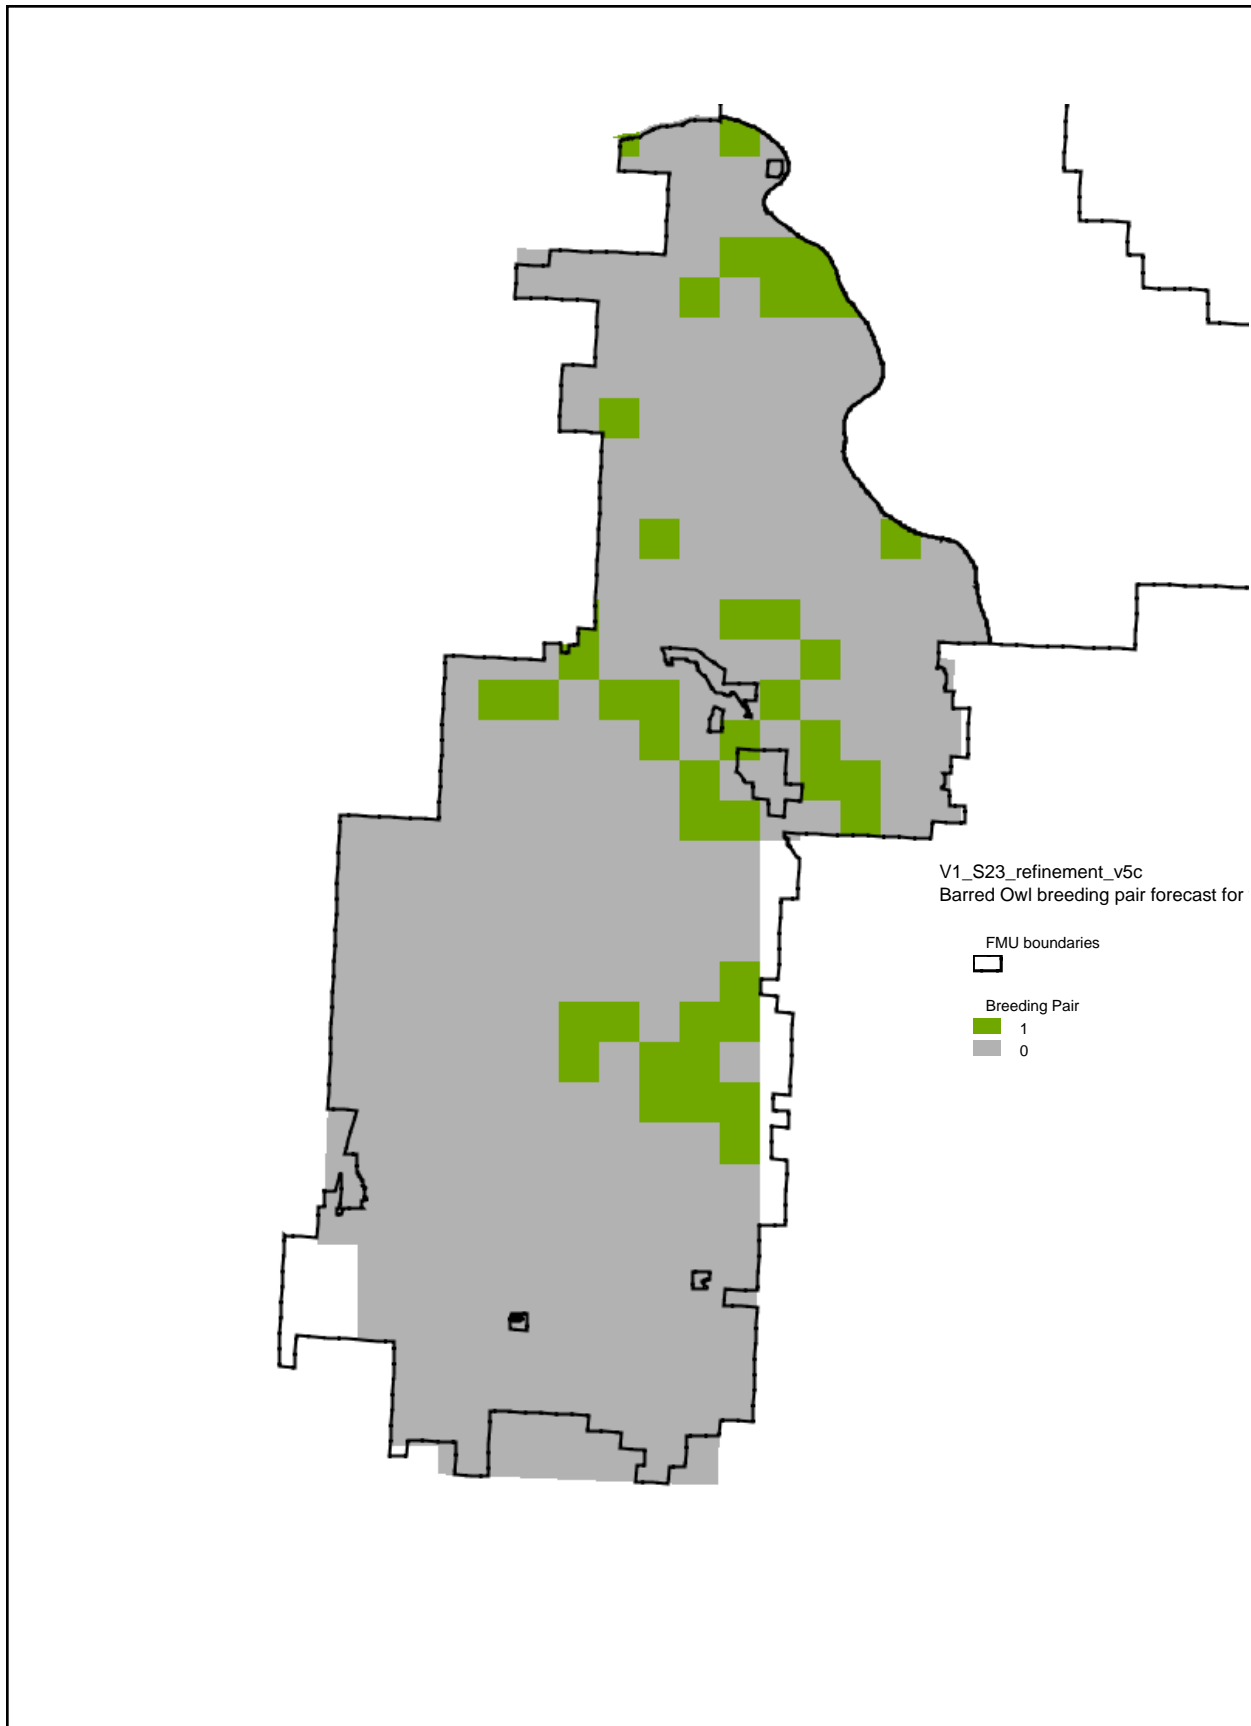 V1_S23_refinement_v5c
Barred Owl breeding pair forecast for
FMU boundaries
Breeding Pair
1
0